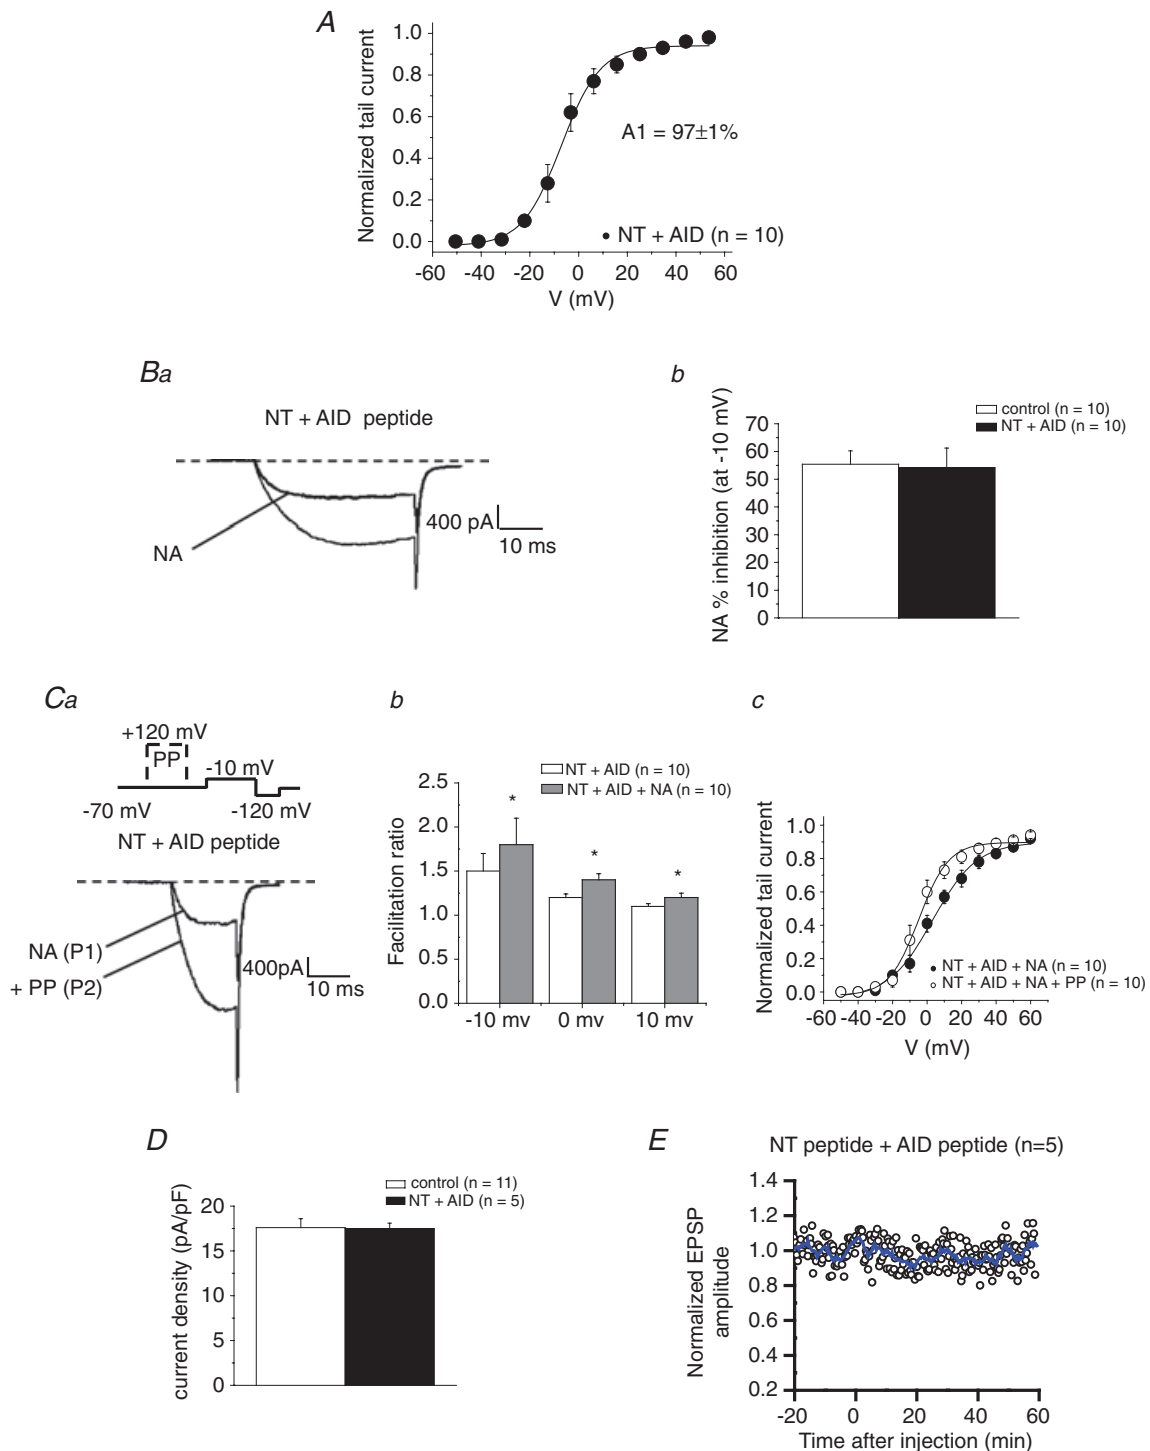 A
Normalized tail current
1.0
0.8
0.6
0.4
0.2
0.0
A1 = 97±1%
NT + AID (n = 10)
-60 -40 -20 0 20 40 60
V (mV)
Ba
NT + AID peptide
NA
400 pA
10 ms
b
NA % inhibition (at -10 mV)
control (n = 10)
NT + AID (n = 10)
70
60
50
40
30
20
10
0
Ca
+120 mV
PP
-10 mV
-70 mV
-120 mV
NT + AID peptide
NA (P1)
+ PP (P2)
400pA
10 ms
b
NT + AID (n = 10)
NT + AID + NA (n = 10)
Facilitation ratio
2.5
2.0
1.5
1.0
0.5
0.0
* * *
-10 mv 0 mv 10 mv
c
Normalized tail current
1.0
0.8
0.6
0.4
0.2
0.0
NT + AID + NA (n = 10)
NT + AID + NA + PP (n = 10)
-60 -40 -20 0 20 40 60
V (mV)
D
control (n = 11)
NT + AID (n = 5)
current density (pA/pF)
20
15
10
5
0
E
NT peptide + AID peptide (n=5)
Normalized EPSP
amplitude
1.4
1.2
1.0
0.8
0.6
0.4
0.2
-20 0 20 40 60
Time after injection (min)